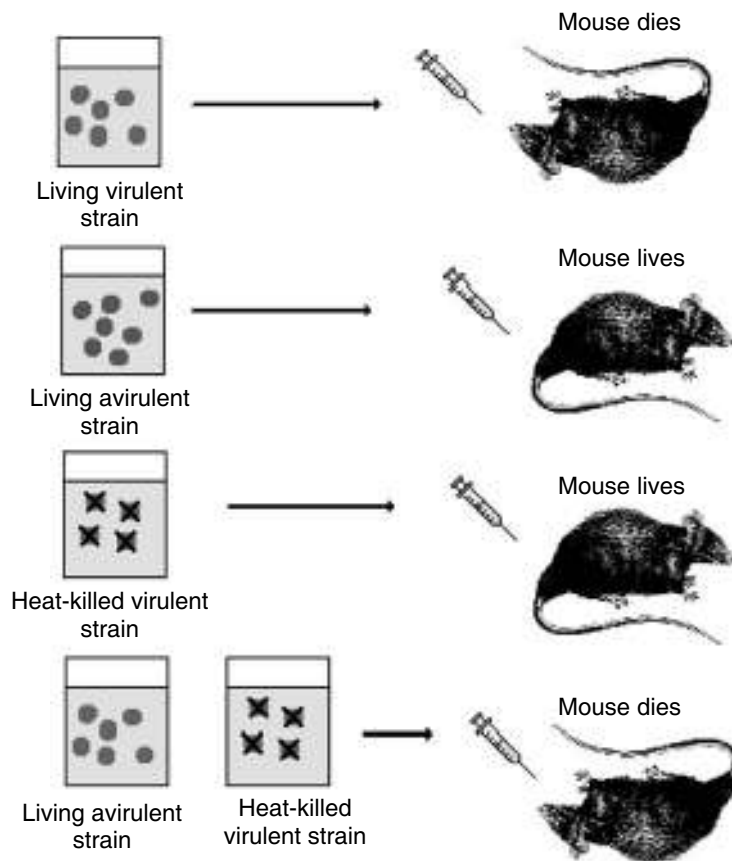 Mouse dies
Living virulent
strain
Mouse lives
Living avirulent
strain
Mouse lives
Heat-killed virulent
strain
Mouse dies
Living avirulent
strain
Heat-killed
virulent strain